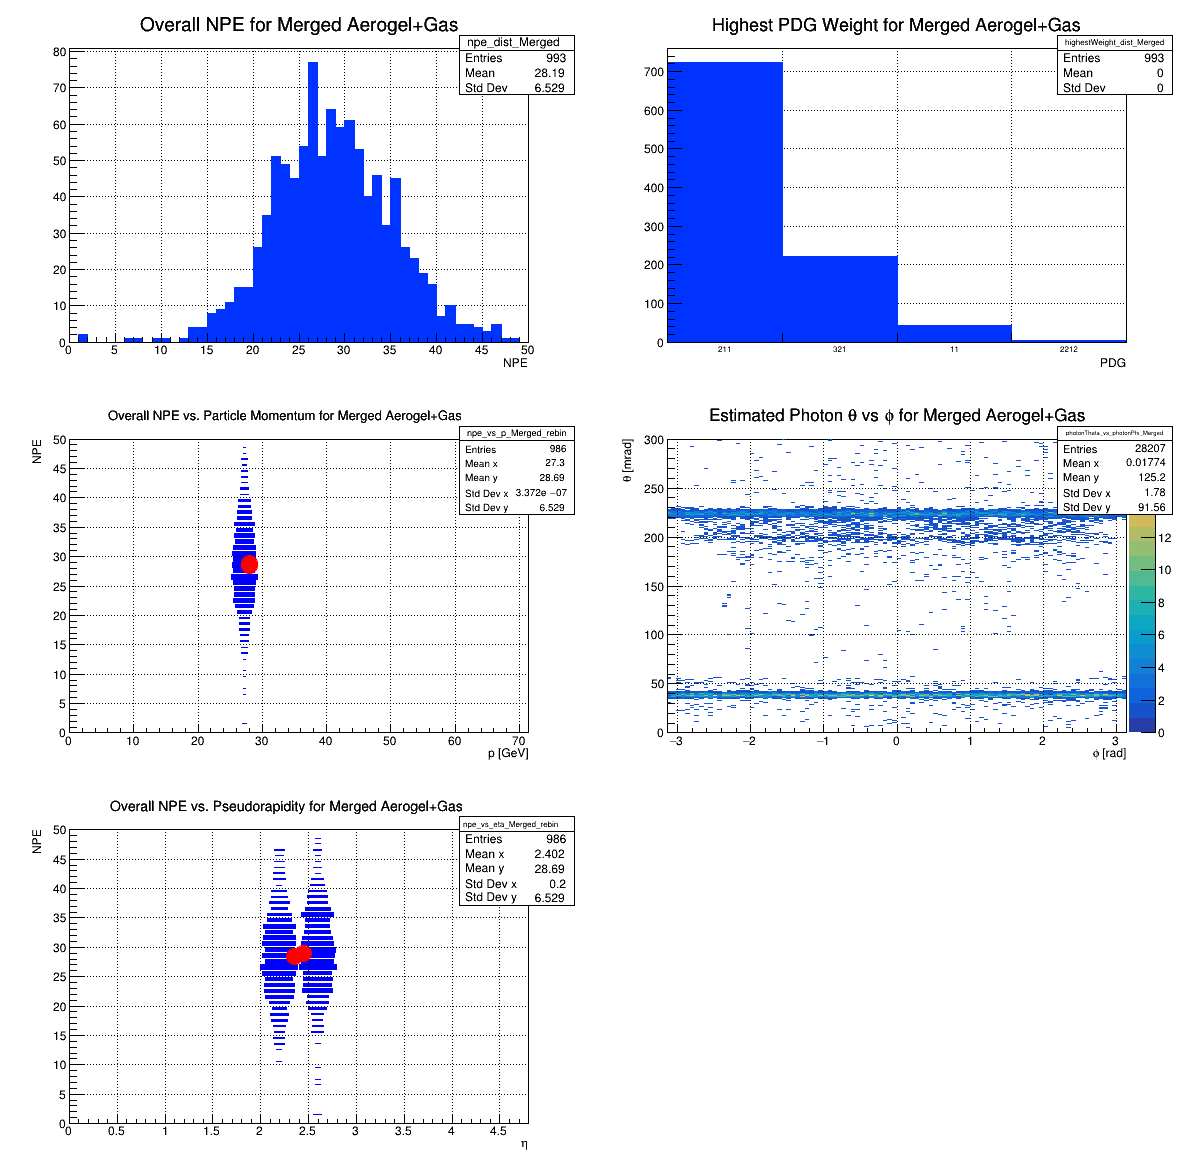 Overall NPE for Merged Aerogel+Gas
npe_dist_Merged
Entries 993
Mean 28.19
Std Dev 6.529
80
70
60
50
40
30
20
10
0
0 5 10 15 20 25 30 35 40 45 50
NPE
Highest PDG Weight for Merged Aerogel+Gas
highestWeight_dist_Merged
Entries 993
Mean 0
Std Dev 0
700
600
500
400
300
200
100
0
211 321 11 2212
PDG
Overall NPE vs. Particle Momentum for Merged Aerogel+Gas
npe_vs_p_Merged_rebin
Entries 986
Mean x 27.3
Mean y 28.69
Std Dev x 3.372e −07
Std Dev y 6.529
NPE
50
45
40
35
30
25
20
15
10
5
0
0 10 20 30 40 50 60 70
p [GeV]
Estimated Photon θ vs ϕ for Merged Aerogel+Gas
photonTheta_vs_photonPhi_Merged
Entries 28207
Mean x 0.01774
Mean y 125.2
Std Dev x 1.78
Std Dev y 91.56
θ [mrad]
300
250
200
150
100
50
0
−3 −2 −1 0 1 2 3
ϕ [rad]
12
10
8
6
4
2
0
Overall NPE vs. Pseudorapidity for Merged Aerogel+Gas
npe_vs_eta_Merged_rebin
Entries 986
Mean x 2.402
Mean y 28.69
Std Dev x 0.2
Std Dev y 6.529
NPE
50
45
40
35
30
25
20
15
10
5
0
0 0.5 1 1.5 2 2.5 3 3.5 4 4.5
η